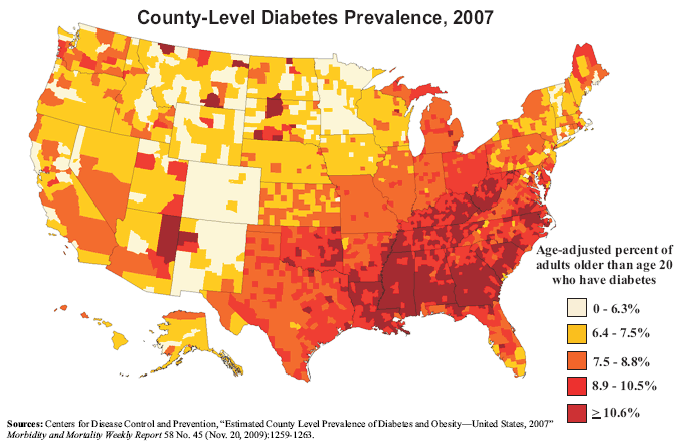 County-Level Diabetes Prevalence, 2007
Age-adjusted percent of
adults older than age 20
who have diabetes
0 - 6.3%
6.4 - 7.5%
7.5 - 8.8%
8.9 - 10.5%
≥ 10.6%
Sources: Centers for Disease Control and Prevention, “Estimated County Level Prevalence of Diabetes and Obesity—United States, 2007”
Morbidity and Mortality Weekly Report 58 No. 45 (Nov. 20, 2009):1259-1263.